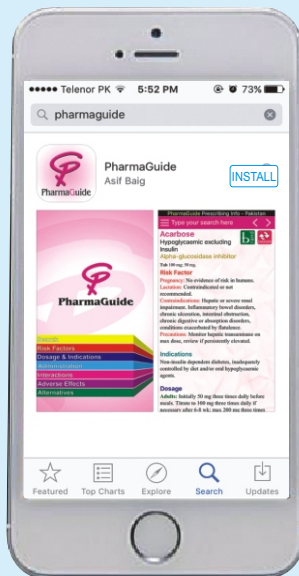 ●●●●● Telenor PK 5:52 PM 73%
pharmaguide
PharmaGuide
PharmaGuide
Asif Baig
INSTALL
PharmaGuide
Search
Risk Factors
Dosage & Indications
Administration
Interactions
Adverse Effects
Alternatives
PharmaGuide Prescribing Info - Pakistan
Type your search here
Acarbose
Hypoglycaemic excluding
Insulin
Alpha-glucosidase inhibitor
Tab 100 mg; 50 mg.
Risk Factor
Pregnancy: No evidence of risk in humans.
Lactation: Contraindicated or not
recommended.
Contraindications: Hepatic or severe renal
impairment. Inflammatory bowel disorders,
chronic ulceration, intestinal obstruction,
chronic digestive or absorption disorders,
conditions exacerbated by flatulence.
Precautions: Monitor hepatic transaminase on
max dose, review if persistently elevated.
Indications
Non-insulin dependent diabetes, inadequately
controlled by diet and/or oral hypoglycaemic
agents.
Dosage
Adults: Initially 50 mg three times daily before
meals. Titrate to 100 mg three times daily if
necessary after 6-8 wk; max 200 mg three times
Featured Top Charts Explore Search Updates